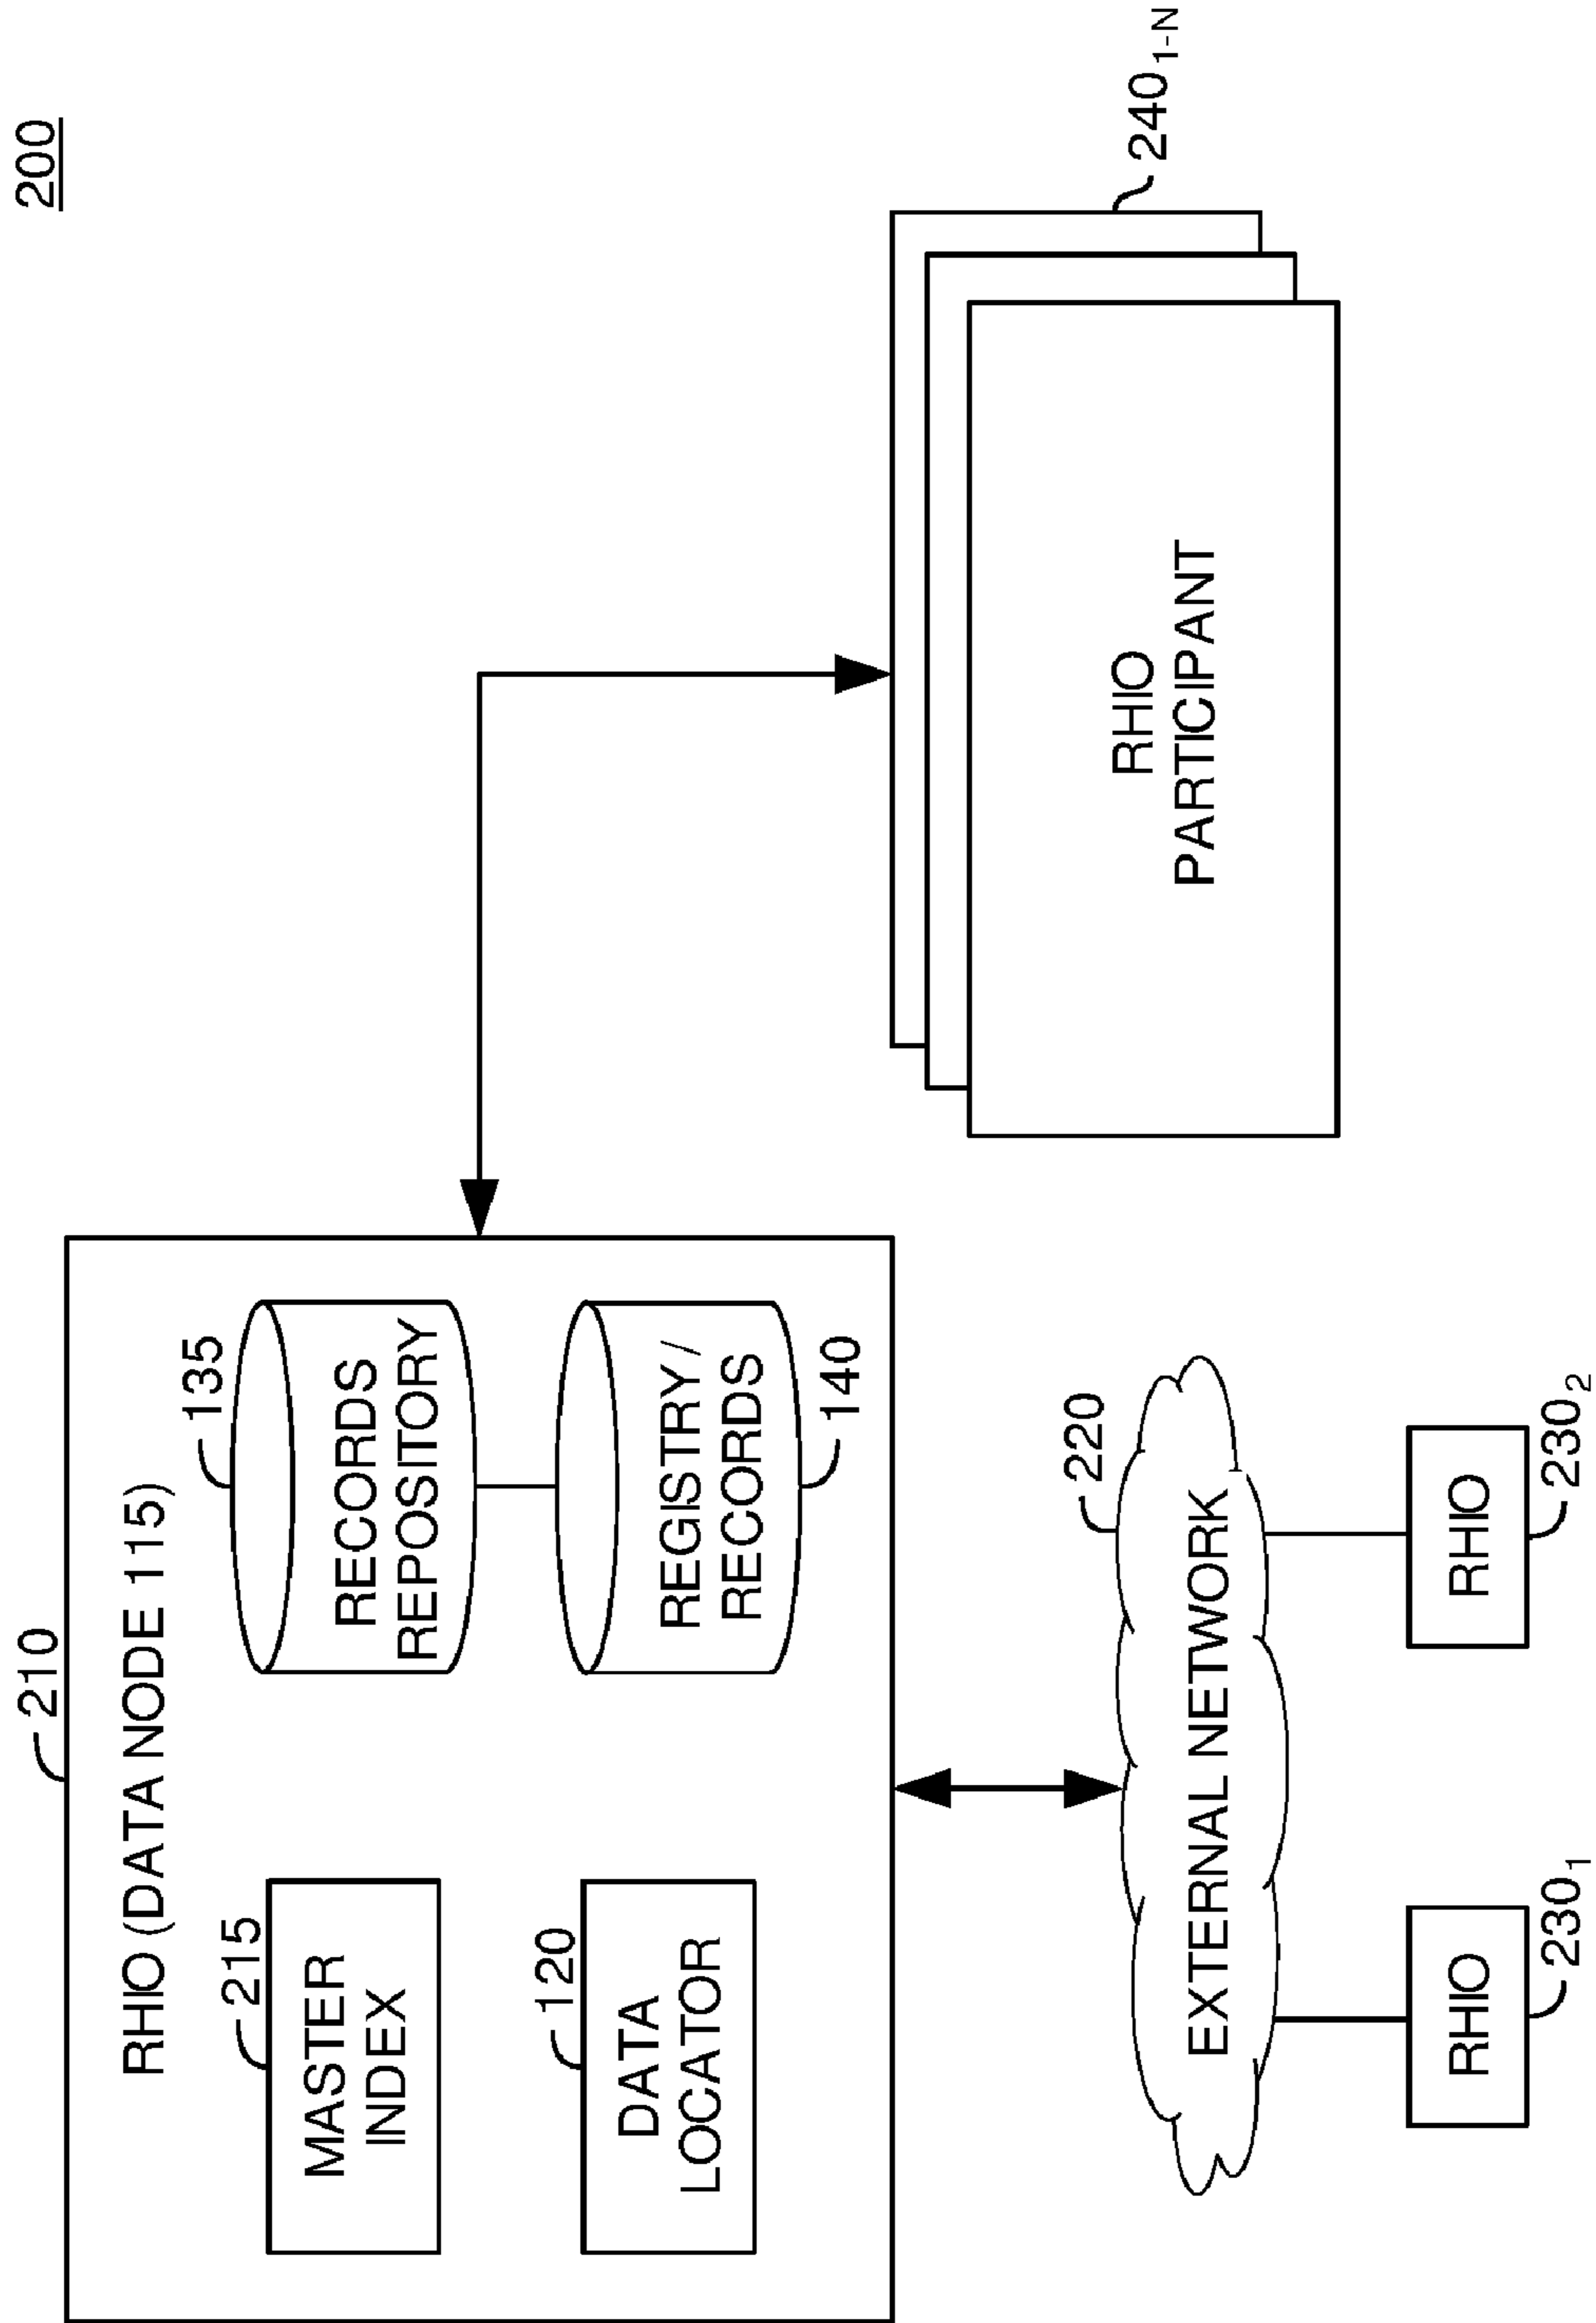 200
210
RHIO (DATA NODE 115)
215
MASTER
INDEX
135
RECORDS
REPOSITORY
120
DATA
LOCATOR
REGISTRY /
RECORDS
140
220
EXTERNAL NETWORK
RHIO
230₁
RHIO
230₂
RHIO
PARTICIPANT
240₁₋N